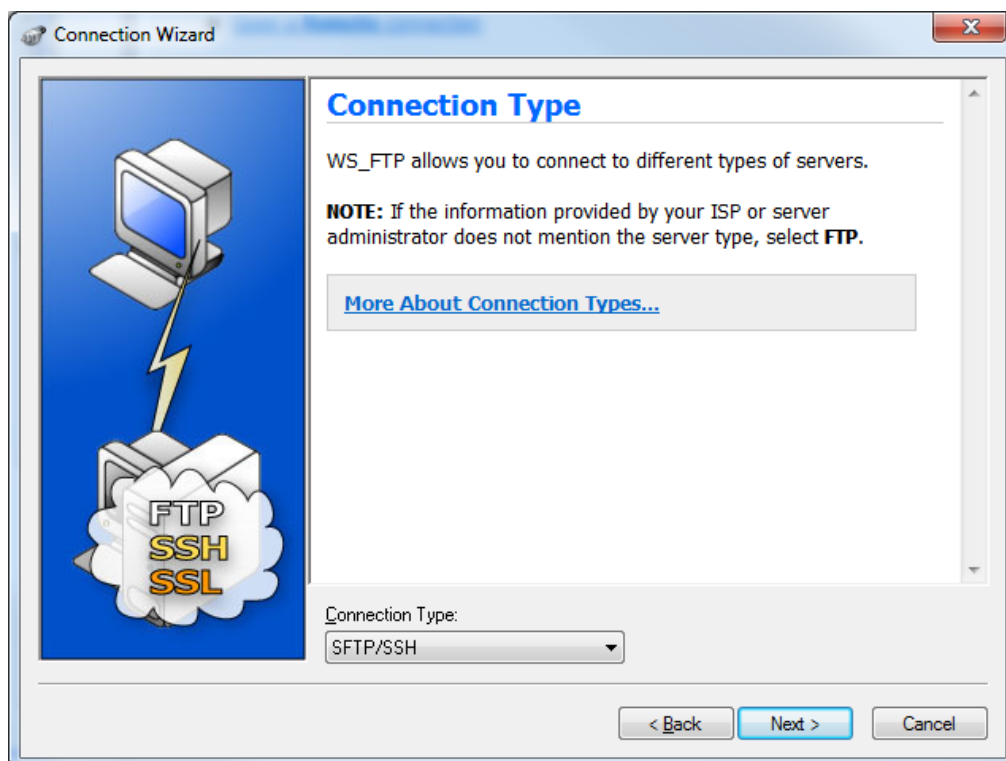 Connection Wizard
Connection Type
WS_FTP allows you to connect to different types of servers.
NOTE: If the information provided by your ISP or server
administrator does not mention the server type, select FTP.
More About Connection Types...
FTP
SSH
SSL
Connection Type:
SFTP/SSH
< Back
Next >
Cancel